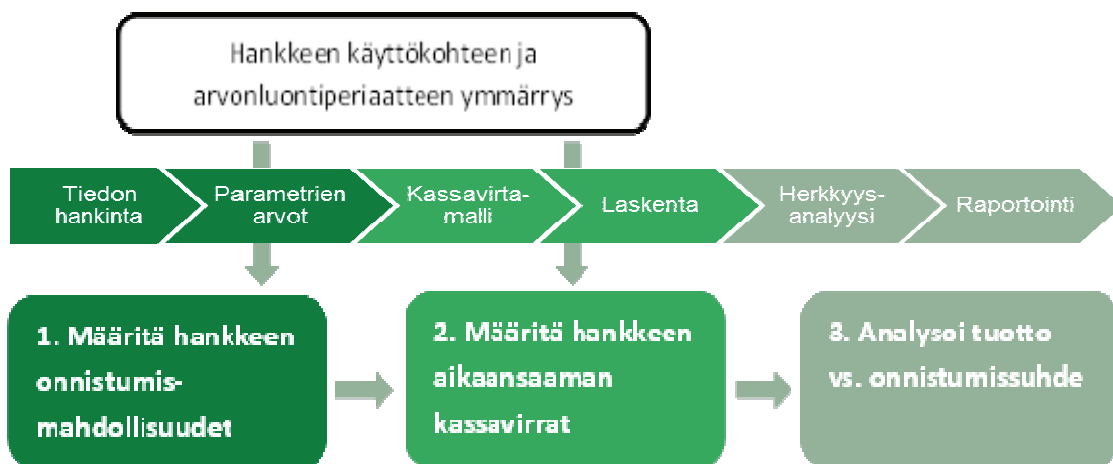 Hankkeen käyttökohteen ja
arvonluontiperiaatteen ymmärrys
Tiedon
hankinta
Parametrien
arvot
Kassavirta-
malli
Laskenta
Herkkyys-
analyysi
Raportointi
1. Määritä hankkeen
onnistumis-
mahdollisuudet
2. Määritä hankkeen
aikaansaaman
kassavirrat
3. Analysoi tuotto
vs. onnistumissuhde